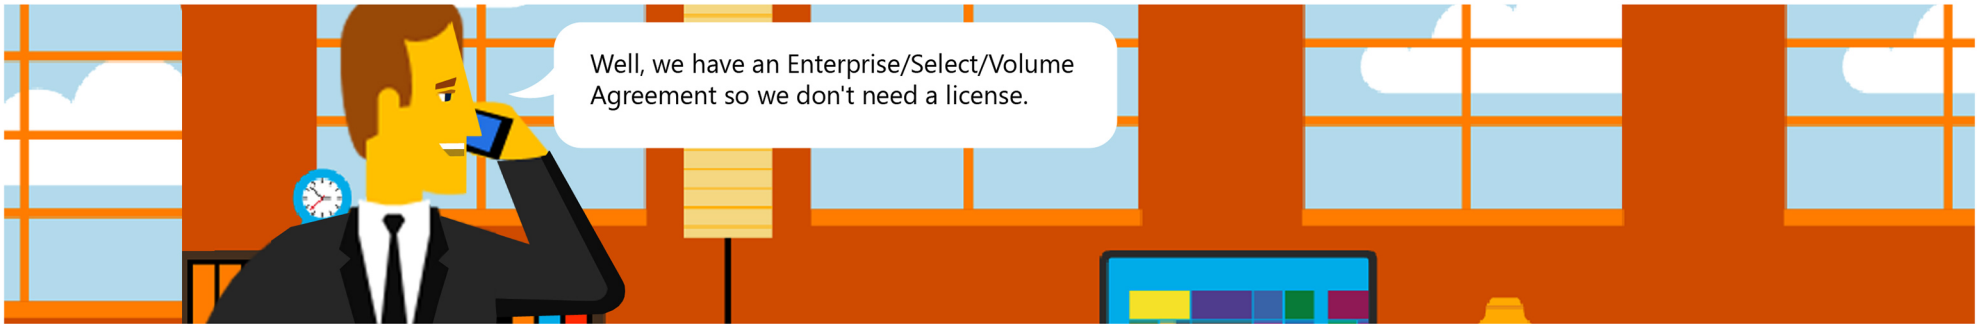 Well, we have an Enterprise/Select/Volume
Agreement so we don't need a license.